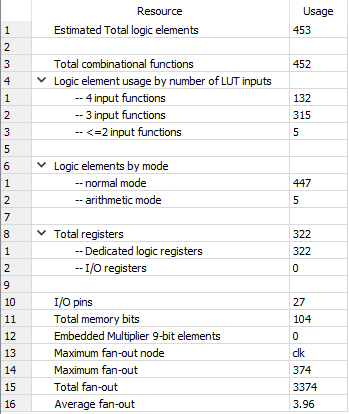 Resource Usage
1 Estimated Total logic elements 453
2
3 Total combinational functions 452
4 Logic element usage by number of LUT inputs
1 -- 4 input functions 132
2 -- 3 input functions 315
3 -- <=2 input functions 5
5
6 Logic elements by mode
1 -- normal mode 447
2 -- arithmetic mode 5
7
8 Total registers 322
1 -- Dedicated logic registers 322
2 -- I/O registers 0
9
10 I/O pins 27
11 Total memory bits 104
12 Embedded Multiplier 9-bit elements 0
13 Maximum fan-out node clk
14 Maximum fan-out 374
15 Total fan-out 3374
16 Average fan-out 3.96